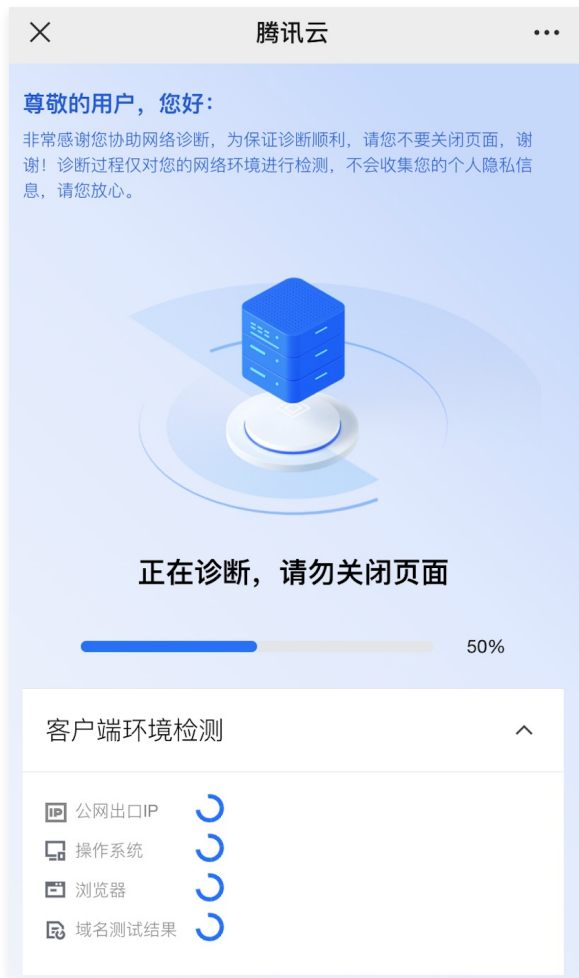 腾讯云
尊敬的用户，您好：
非常感谢您协助网络诊断，为保证诊断顺利，请您不要关闭页面，谢
谢！诊断过程仅对您的网络环境进行检测，不会收集您的个人隐私信
息，请您放心。
正在诊断，请勿关闭页面
50%
客户端环境检测
IP 公网出口IP
操作系统
浏览器
域名测试结果